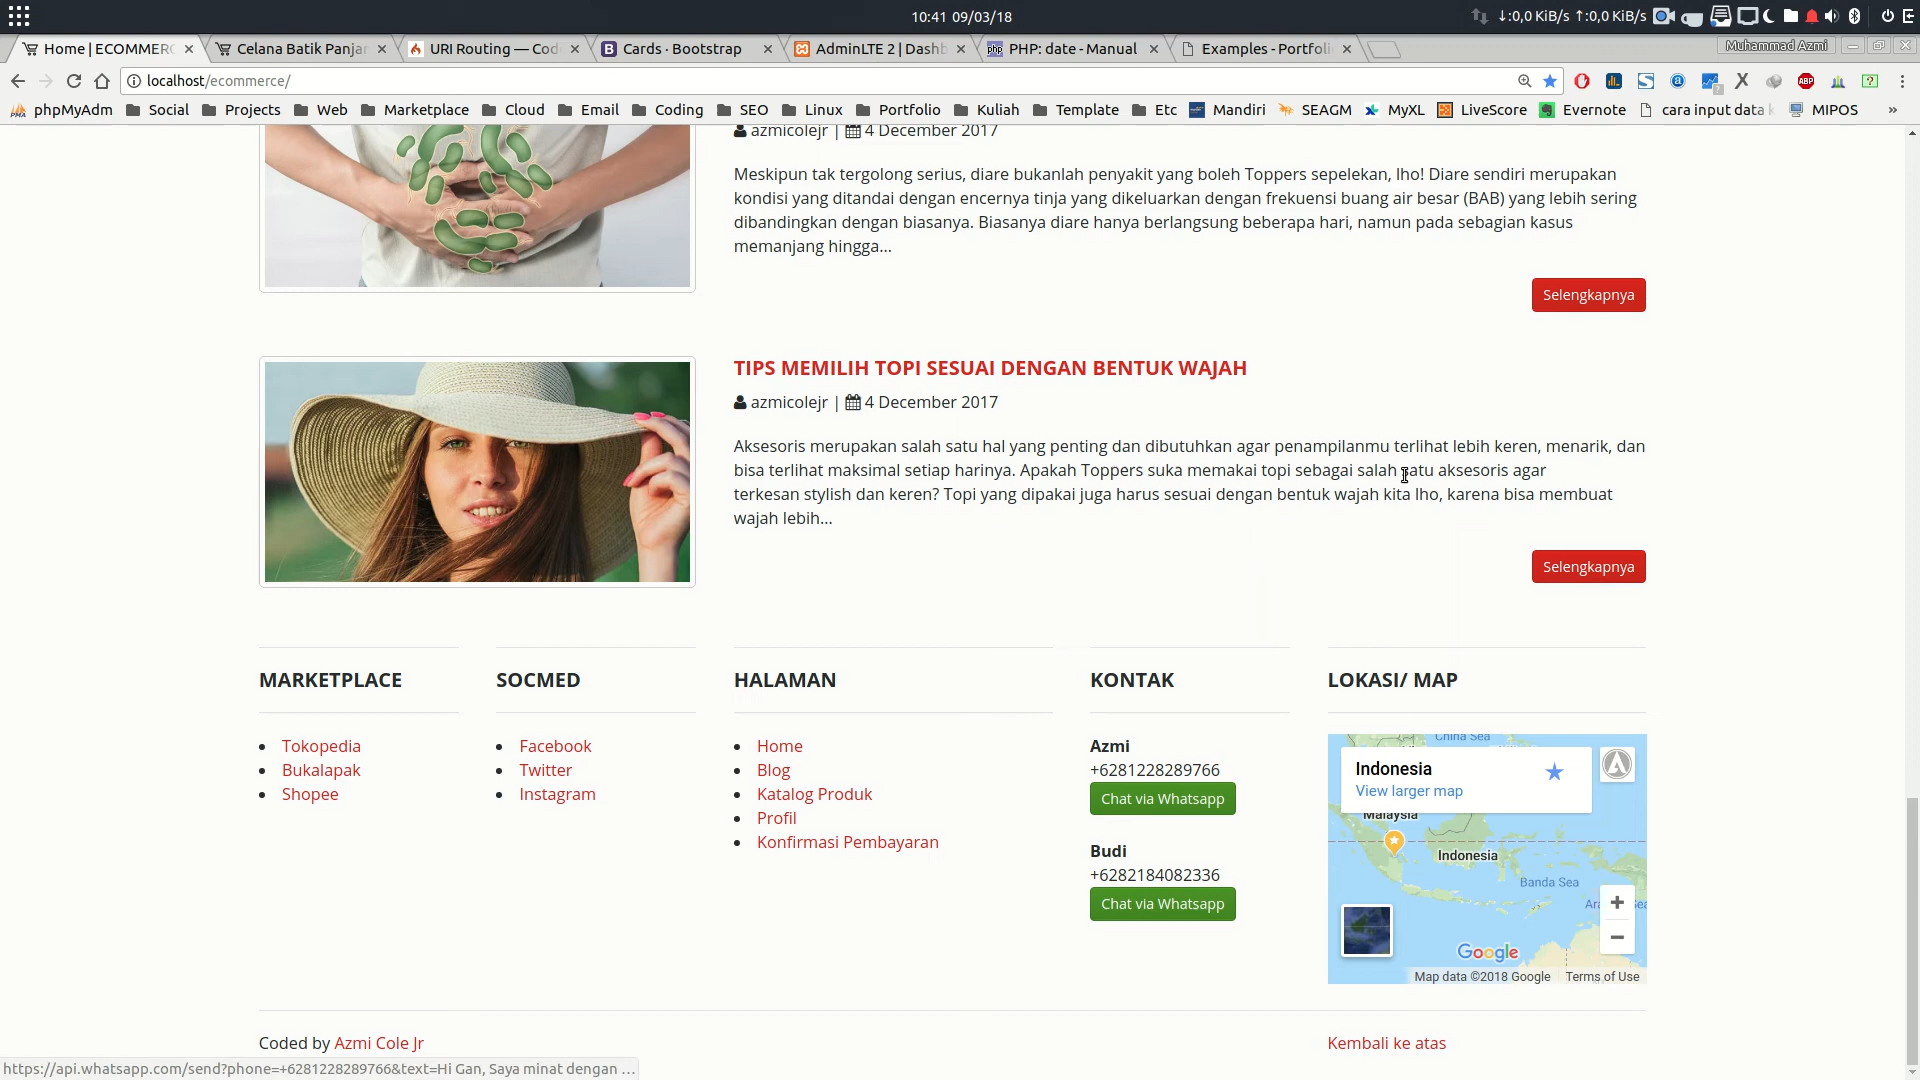 10:41 09/03/18
↓:0,0 KiB/s ↑:0,0 KiB/s
Home | ECOMMERC
Celana Batik Panjan
URI Routing — Cod
Cards · Bootstrap
AdminLTE 2 | Dashb
PHP: date - Manual
Examples - Portfoli
Muhammad Azmi
localhost/ecommerce/
phpMyAdm
Social
Projects
Web
Marketplace
Cloud
Email
Coding
SEO
Linux
Portfolio
Kuliah
Template
Etc
Mandiri
SEAGM
MyXL
LiveScore
Evernote
cara input data k
MIPOS
»
azmicolejr | 4 December 2017
Meskipun tak tergolong serius, diare bukanlah penyakit yang boleh Toppers sepelekan, lho! Diare sendiri merupakan
kondisi yang ditandai dengan encernya tinja yang dikeluarkan dengan frekuensi buang air besar (BAB) yang lebih sering
dibandingkan dengan biasanya. Biasanya diare hanya berlangsung beberapa hari, namun pada sebagian kasus
memanjang hingga...
Selengkapnya
TIPS MEMILIH TOPI SESUAI DENGAN BENTUK WAJAH
azmicolejr | 4 December 2017
Aksesoris merupakan salah satu hal yang penting dan dibutuhkan agar penampilanmu terlihat lebih keren, menarik, dan
bisa terlihat maksimal setiap harinya. Apakah Toppers suka memakai topi sebagai salah satu aksesoris agar
terkesan stylish dan keren? Topi yang dipakai juga harus sesuai dengan bentuk wajah kita lho, karena bisa membuat
wajah lebih...
Selengkapnya
MARKETPLACE
Tokopedia
Bukalapak
Shopee
SOCMED
Facebook
Twitter
Instagram
HALAMAN
Home
Blog
Katalog Produk
Profil
Konfirmasi Pembayaran
KONTAK
Azmi
+6281228289766
Chat via Whatsapp
Budi
+6282184082336
Chat via Whatsapp
LOKASI/ MAP
China Sea
Indonesia
View larger map
Malaysia
Indonesia
Banda Sea
Google
Map data ©2018 Google
Terms of Use
Coded by Azmi Cole Jr
Kembali ke atas
https://api.whatsapp.com/send?phone=+6281228289766&text=Hi Gan, Saya minat dengan ...